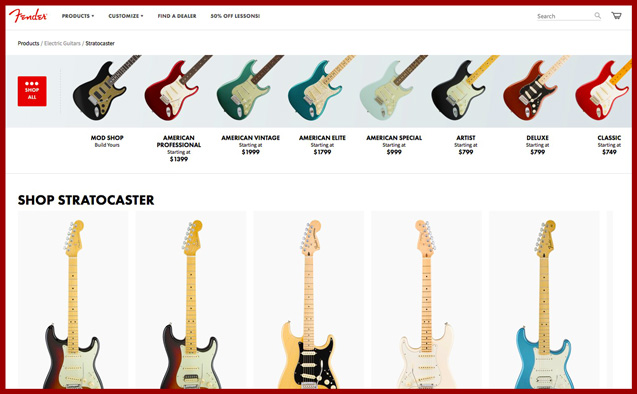 Fender
PRODUCTS CUSTOMIZE FIND A DEALER 50% OFF LESSONS! Search
Products / Electric Guitars / Stratocaster
SHOP
ALL
MOD SHOP
Build Yours
AMERICAN
PROFESSIONAL
Starting at
$1399
AMERICAN VINTAGE
Starting at
$1999
AMERICAN ELITE
Starting at
$1799
AMERICAN SPECIAL
Starting at
$999
ARTIST
Starting at
$799
DELUXE
Starting at
$799
CLASSIC
Starting at
$749
SHOP STRATOCASTER